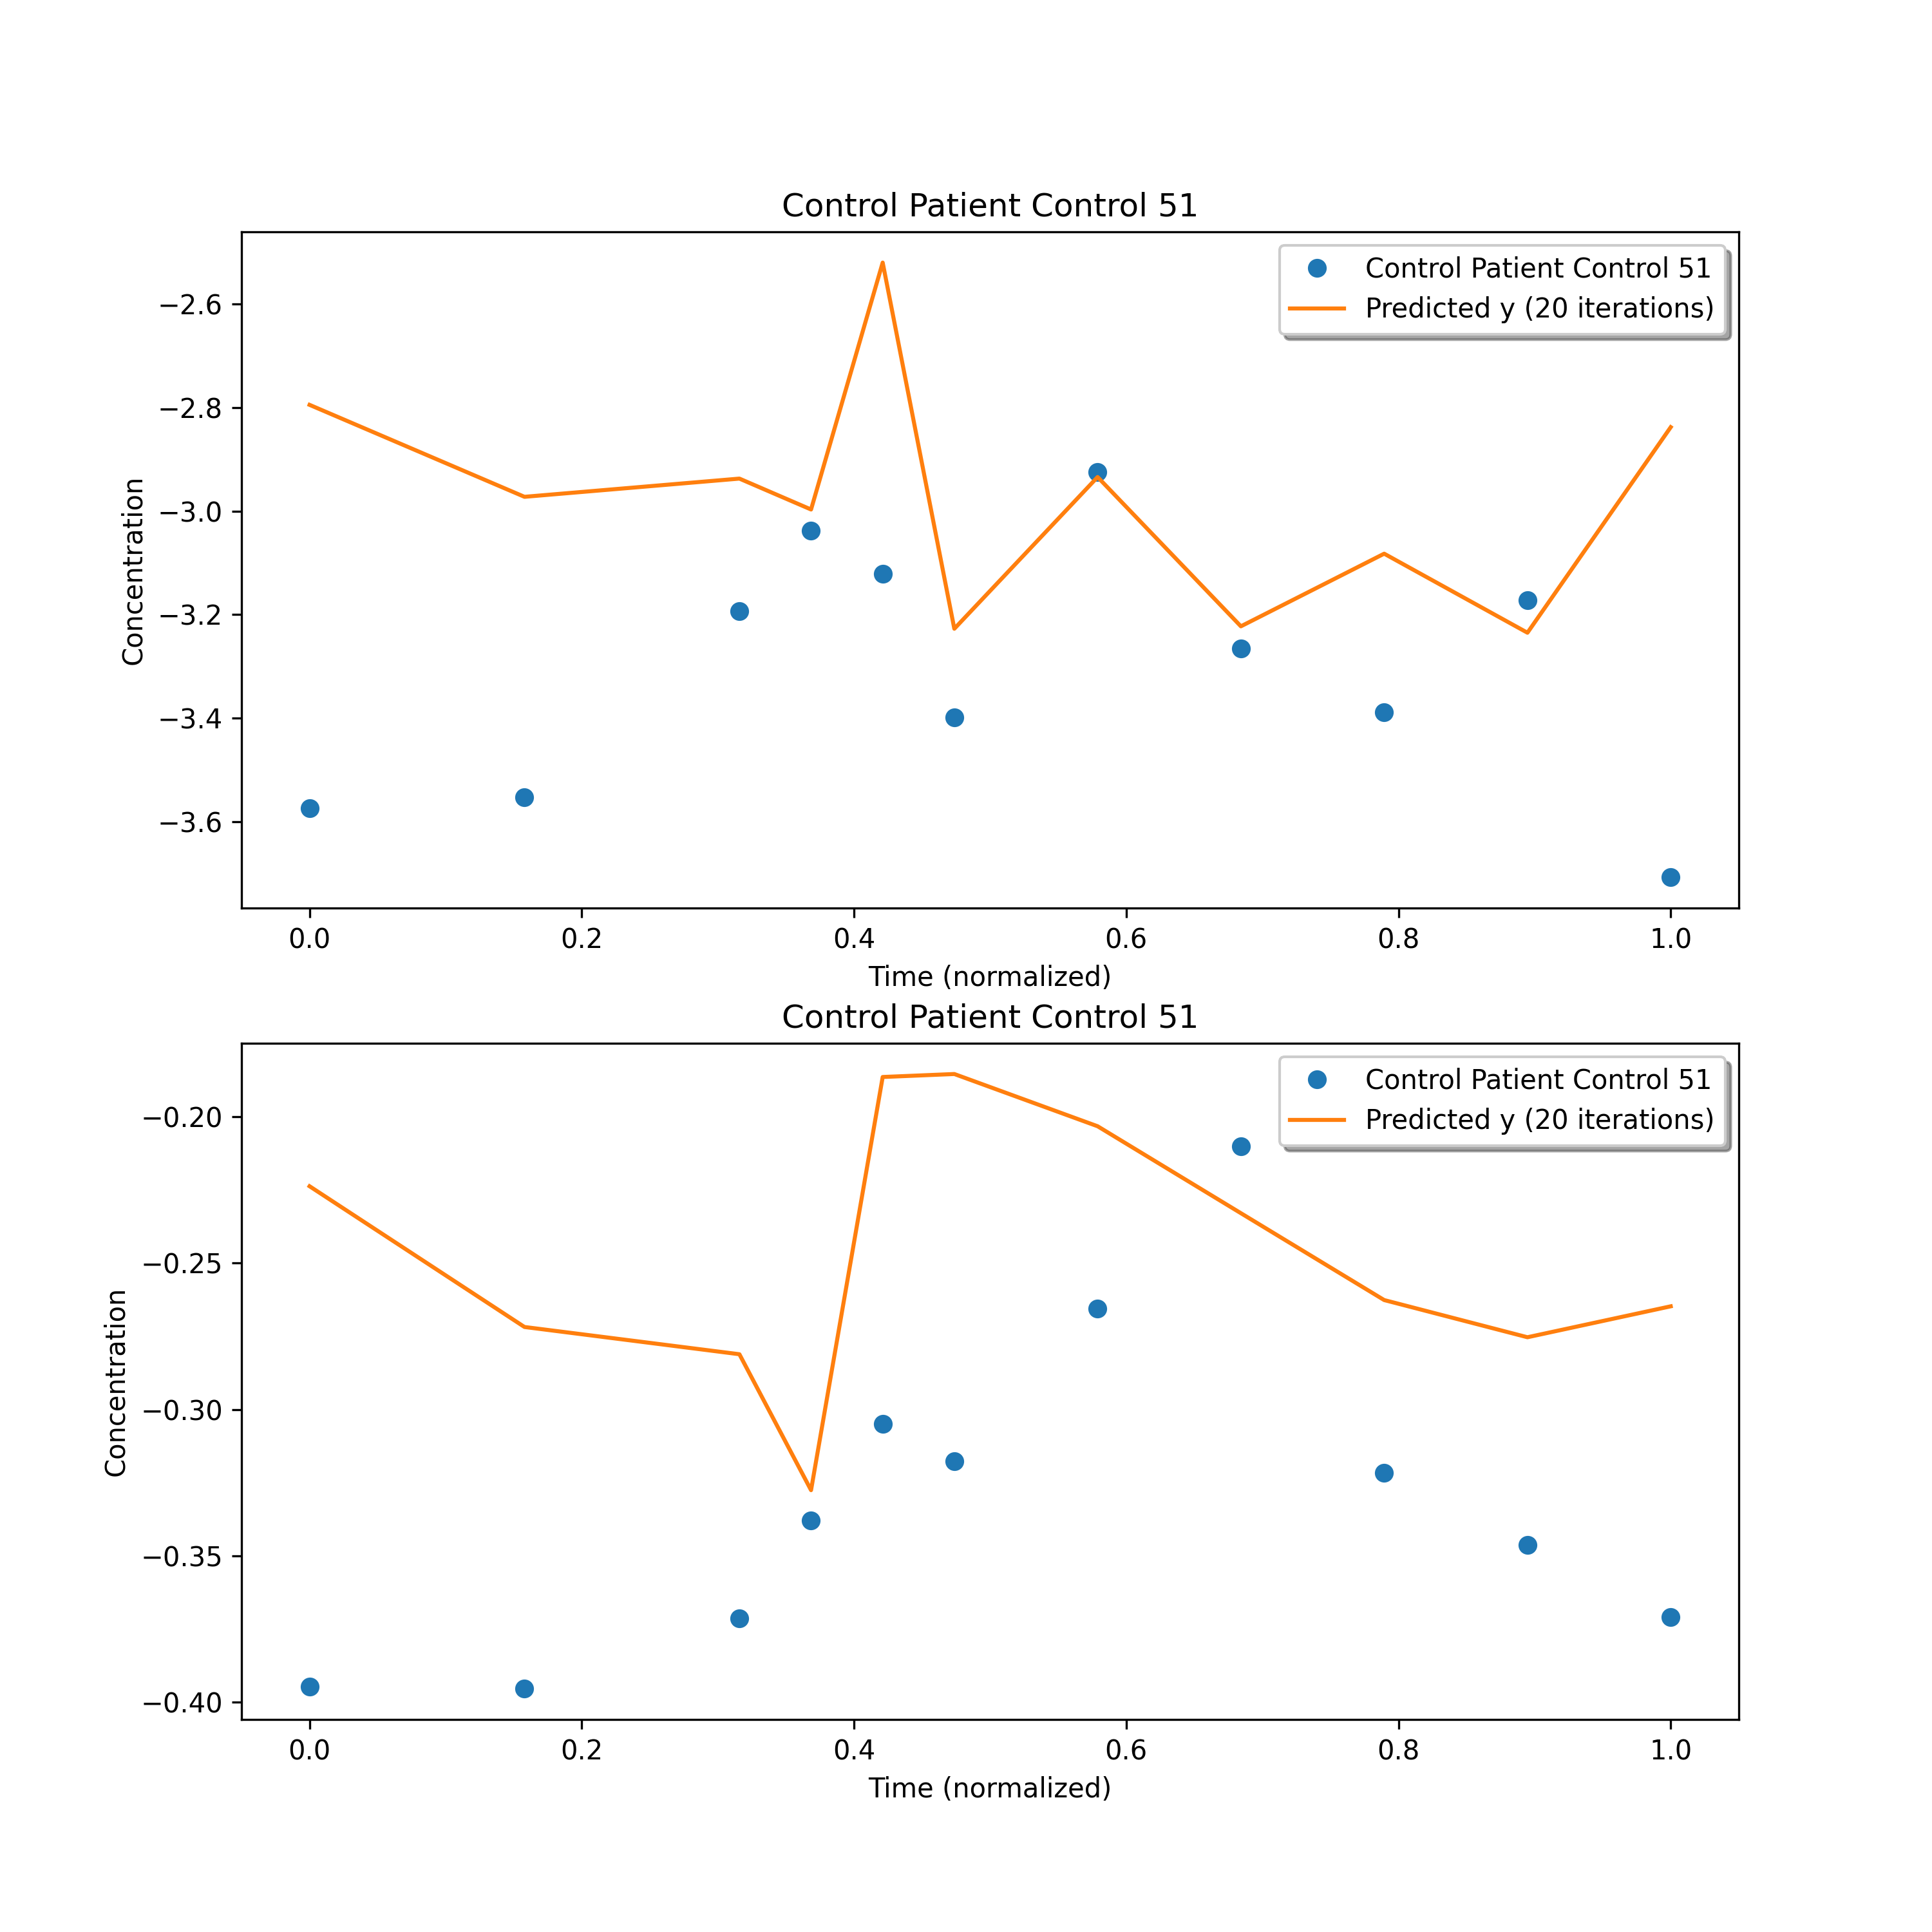 Control Patient Control 51
Control Patient Control 51
Predicted y (20 iterations)
−2.6
−2.8
−3.0
−3.2
−3.4
−3.6
Concentration
0.0 0.2 0.4 0.6 0.8 1.0
Time (normalized)
Control Patient Control 51
Control Patient Control 51
Predicted y (20 iterations)
−0.20
−0.25
−0.30
−0.35
−0.40
Concentration
0.0 0.2 0.4 0.6 0.8 1.0
Time (normalized)